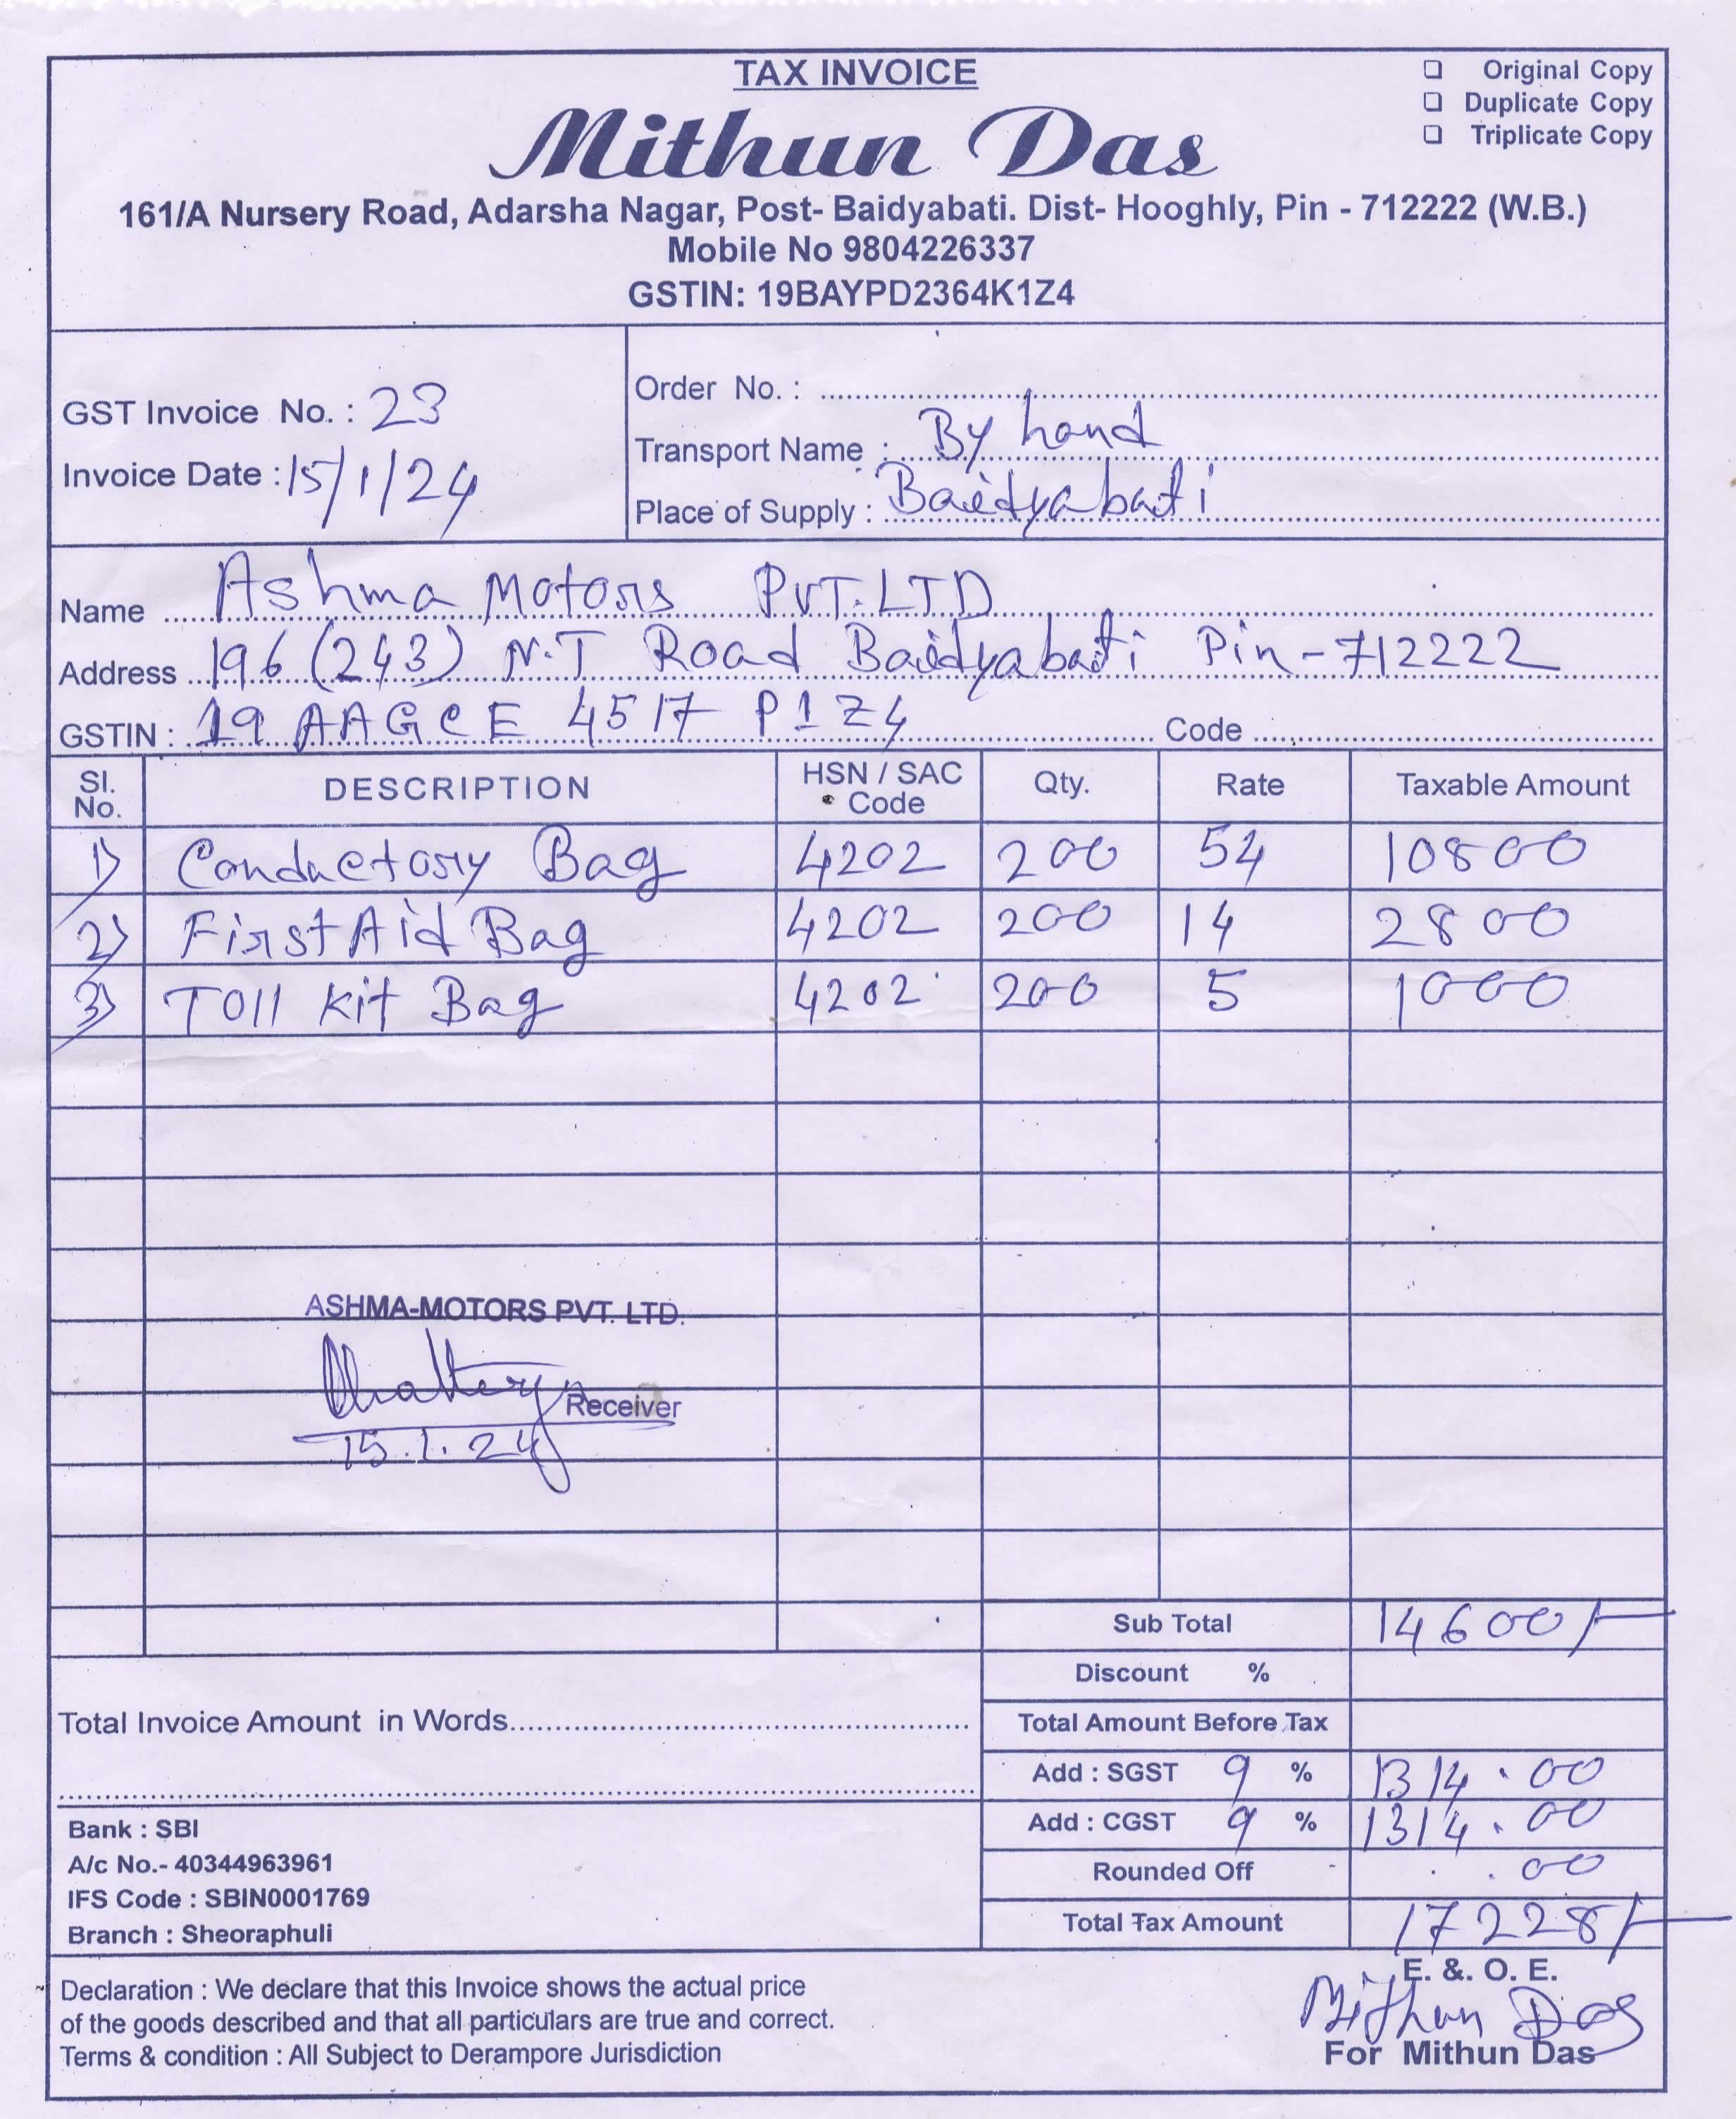 TAX INVOICE
❏ Original Copy
❏ Duplicate Copy
❏ Triplicate Copy
Mithun Das
161/A Nursery Road, Adarsha Nagar, Post- Baidyabati. Dist- Hooghly, Pin - 712222 (W.B.)
Mobile No 9804226337
GSTIN: 19BAYPD2364K1Z4
GST Invoice No. : 23
Invoice Date : 15/1/24
Order No. :
Transport Name : By hand
Place of Supply : Baidyabati
Name Ashma Motors PVT. LTD
Address 196 (243) N.T Road Baidyabati Pin-712222
GSTIN : 19 AAGCE 4517 P1Z4 Code
Sl. No. DESCRIPTION HSN / SAC Code Qty. Rate Taxable Amount
1) Conductory Bag 4202 200 54 10800
2) First Aid Bag 4202 200 14 2800
3) Toll Kit Bag 4202 200 5 1000
ASHMA-MOTORS PVT. LTD.
Receiver
15.1.24
Sub Total 14600/-
Discount %
Total Invoice Amount in Words
Total Amount Before Tax
Add : SGST 9 % 1314.00
Add : CGST 9 % 1314.00
Rounded Off .00
Total Tax Amount 17228/-
Bank : SBI
A/c No.- 40344963961
IFS Code : SBIN0001769
Branch : Sheoraphuli
Declaration : We declare that this Invoice shows the actual price
of the goods described and that all particulars are true and correct.
Terms & condition : All Subject to Derampore Jurisdiction
E. &. O. E.
Mithun Das
For Mithun Das